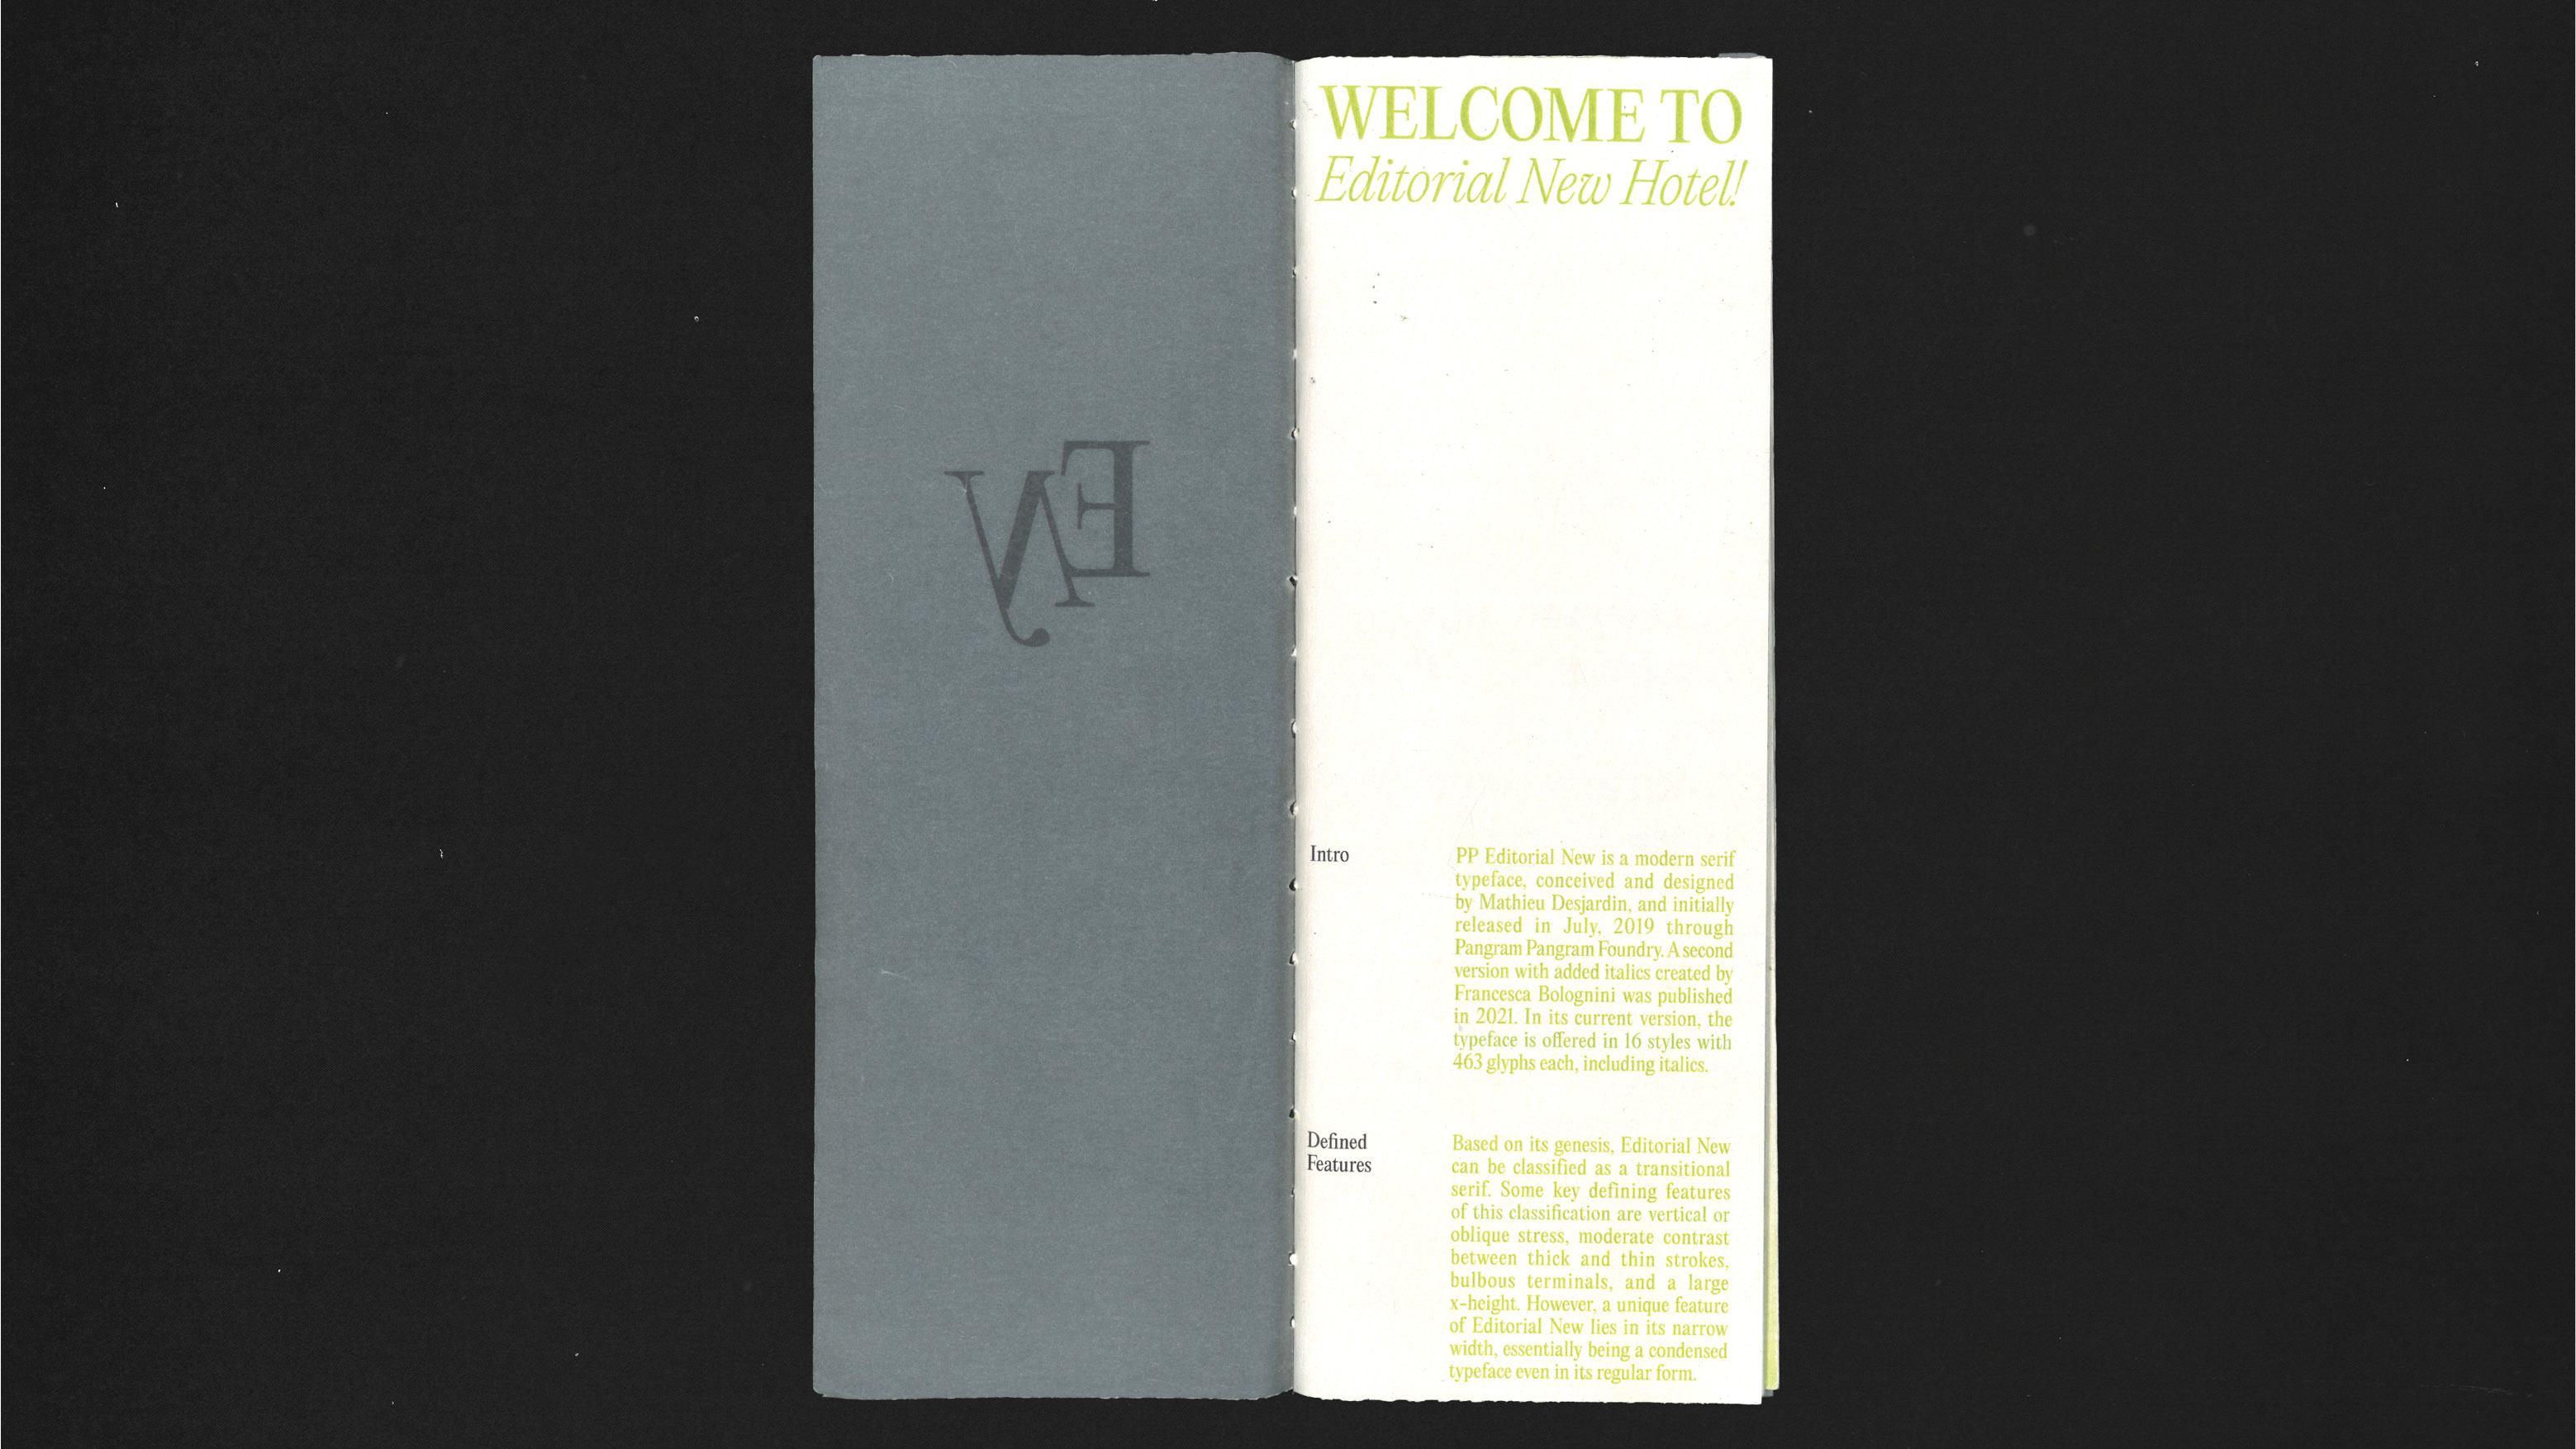 EN
WELCOME TO
Editorial New Hotel!
Intro
PP Editorial New is a modern serif
typeface, conceived and designed
by Mathieu Desjardin, and initially
released in July, 2019 through
Pangram Pangram Foundry. A second
version with added italics created by
Francesca Bolognini was published
in 2021. In its current version, the
typeface is offered in 16 styles with
463 glyphs each, including italics.
Defined
Features
Based on its genesis, Editorial New
can be classified as a transitional
serif. Some key defining features
of this classification are vertical or
oblique stress, moderate contrast
between thick and thin strokes,
bulbous terminals, and a large
x-height. However, a unique feature
of Editorial New lies in its narrow
width, essentially being a condensed
typeface even in its regular form.